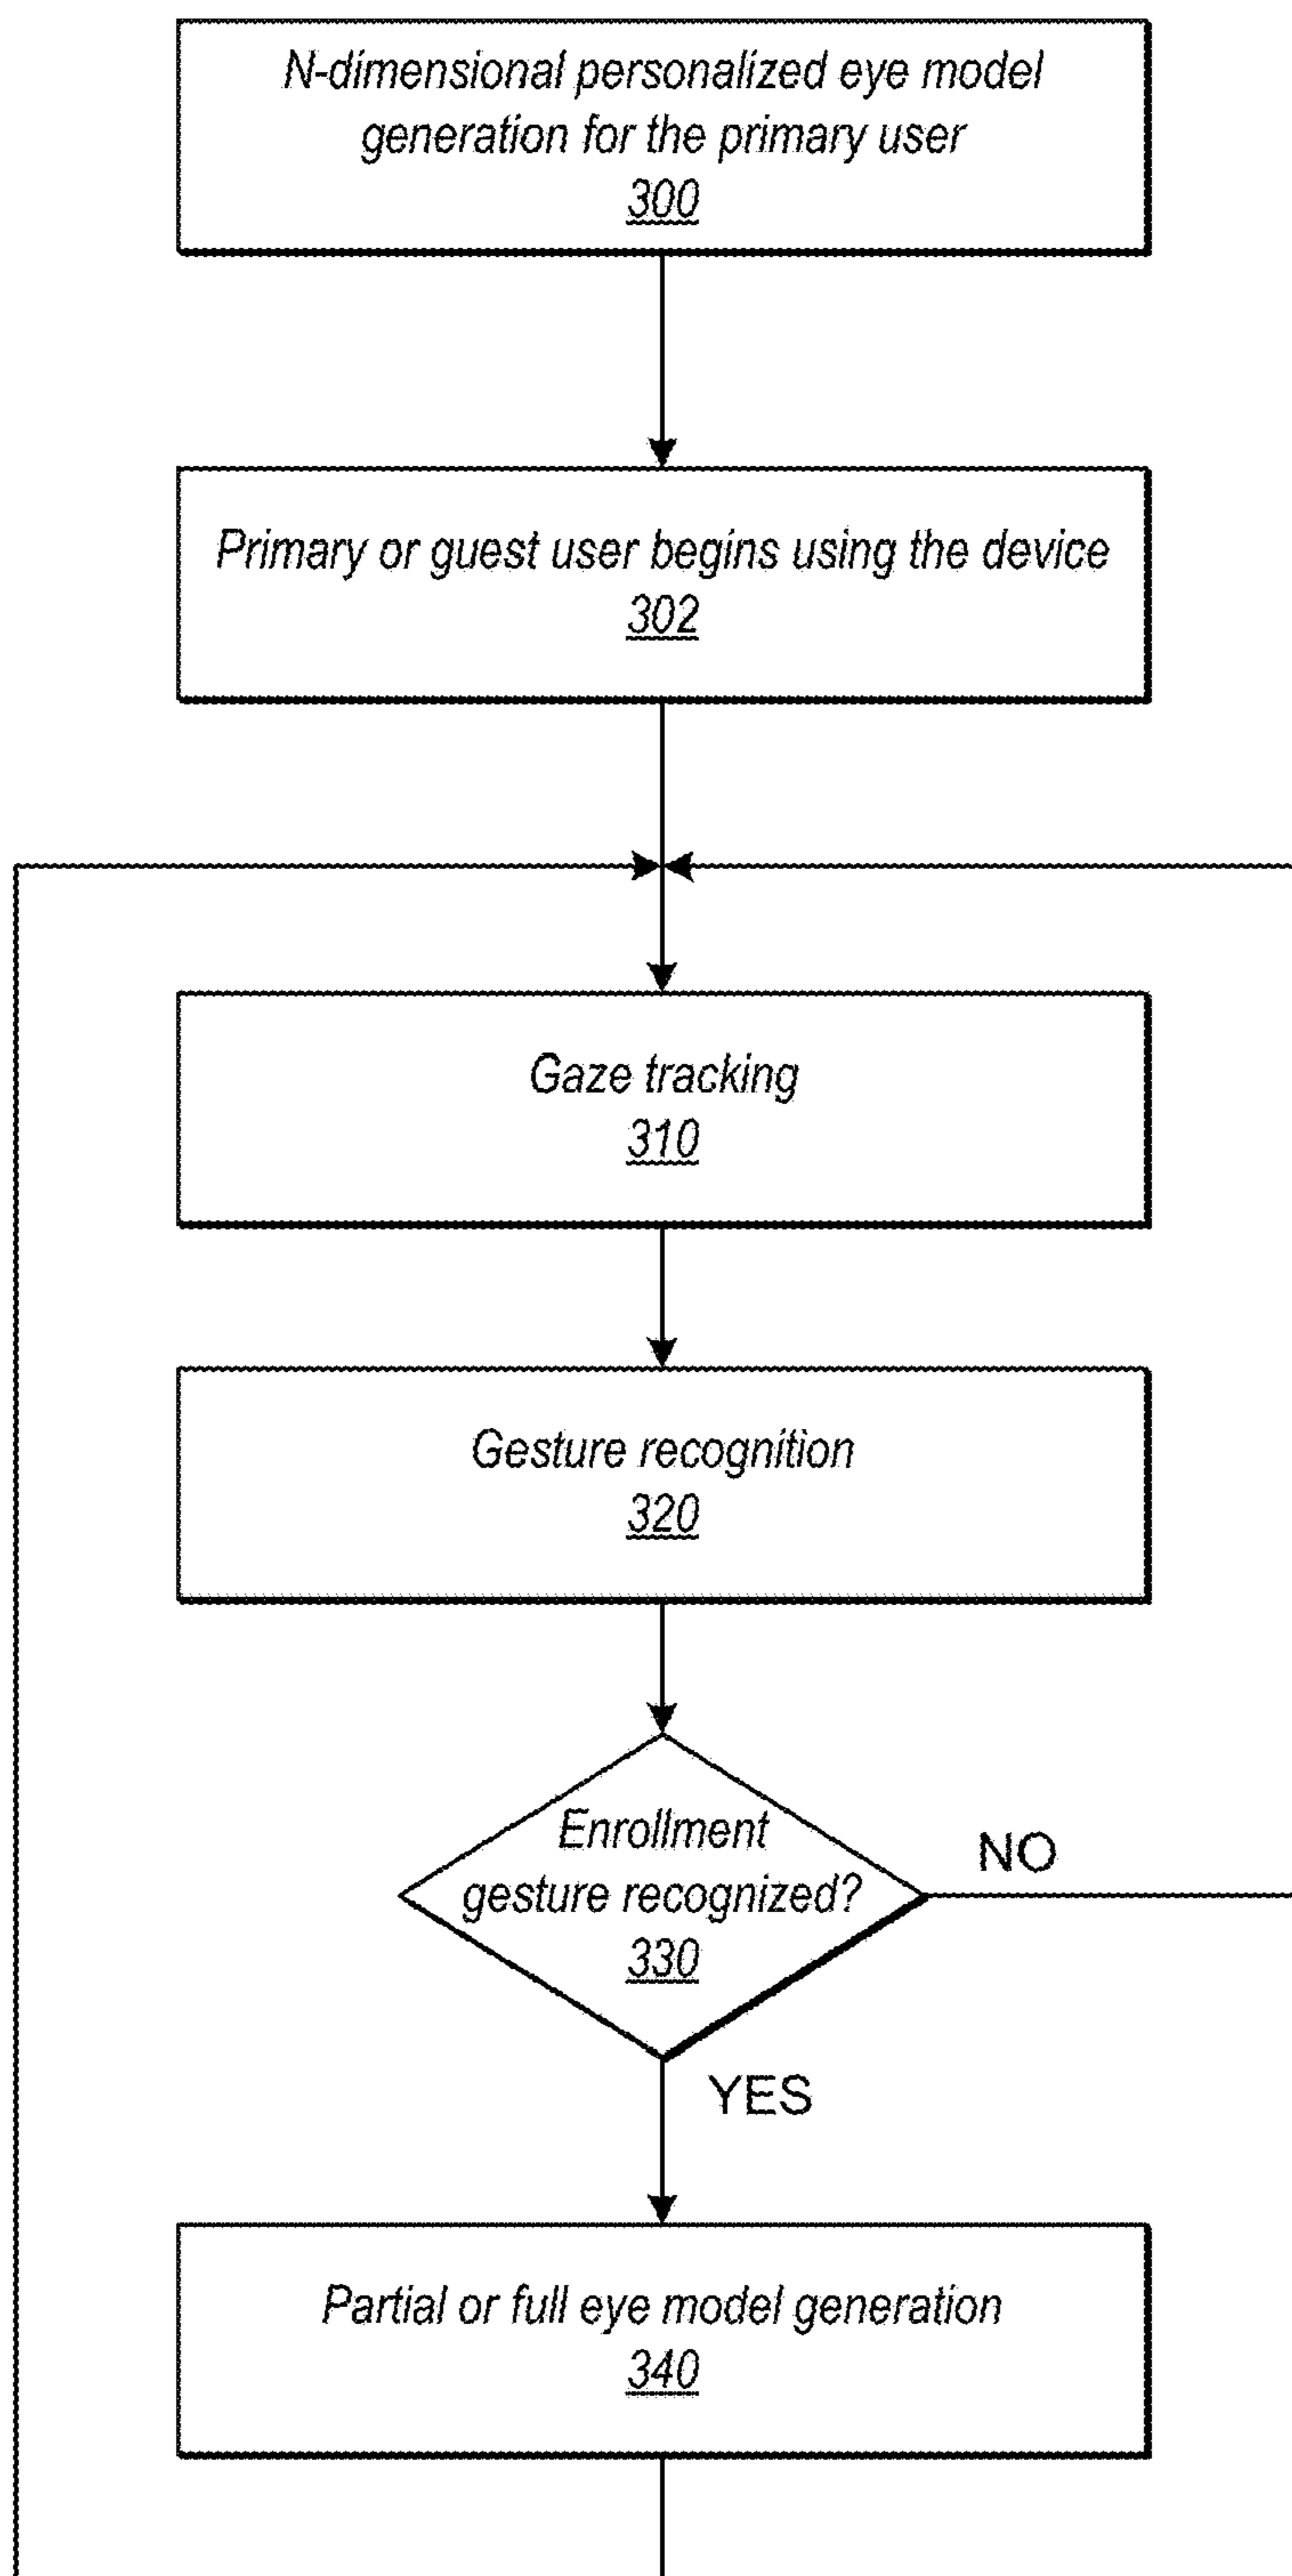 N-dimensional personalized eye model
generation for the primary user
300
Primary or guest user begins using the device
302
Gaze tracking
310
Gesture recognition
320
Enrollment
gesture recognized?
330
NO
YES
Partial or full eye model generation
340